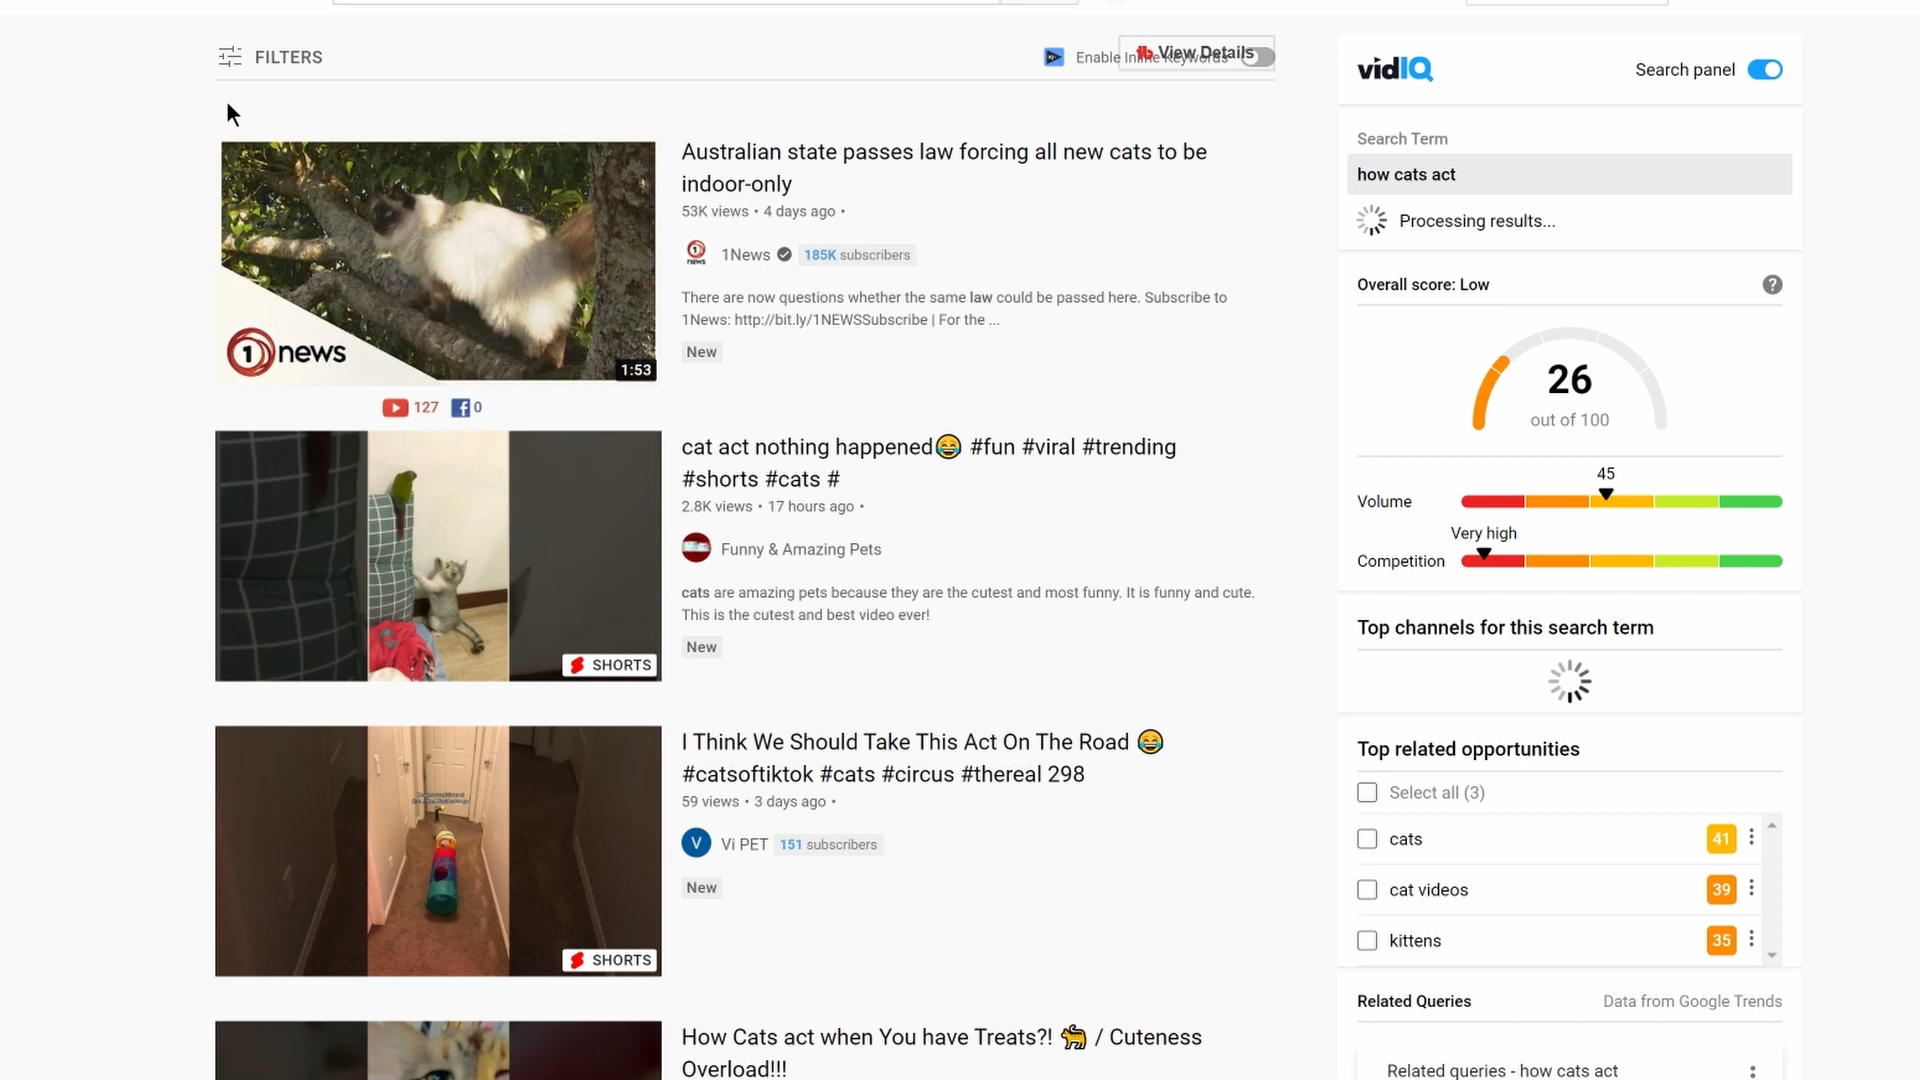 FILTERS
Enable Inline Keywords
View Details
Australian state passes law forcing all new cats to be
indoor-only
53K views • 4 days ago •
1News 185K subscribers
There are now questions whether the same law could be passed here. Subscribe to
1News: http://bit.ly/1NEWSSubscribe | For the ...
New
1 news
1:53
127 0
cat act nothing happened😂 #fun #viral #trending
#shorts #cats #
2.8K views • 17 hours ago •
Funny & Amazing Pets
cats are amazing pets because they are the cutest and most funny. It is funny and cute.
This is the cutest and best video ever!
New
SHORTS
I Think We Should Take This Act On The Road 😂
#catsoftiktok #cats #circus #thereal 298
59 views • 3 days ago •
V Vi PET 151 subscribers
New
SHORTS
How Cats act when You have Treats?! 🐈 / Cuteness
Overload!!!
vidIQ
Search panel
Search Term
how cats act
Processing results...
Overall score: Low ?
26
out of 100
45
Volume
Very high
Competition
Top channels for this search term
Top related opportunities
Select all (3)
cats 41
cat videos 39
kittens 35
Related Queries Data from Google Trends
Related queries - how cats act